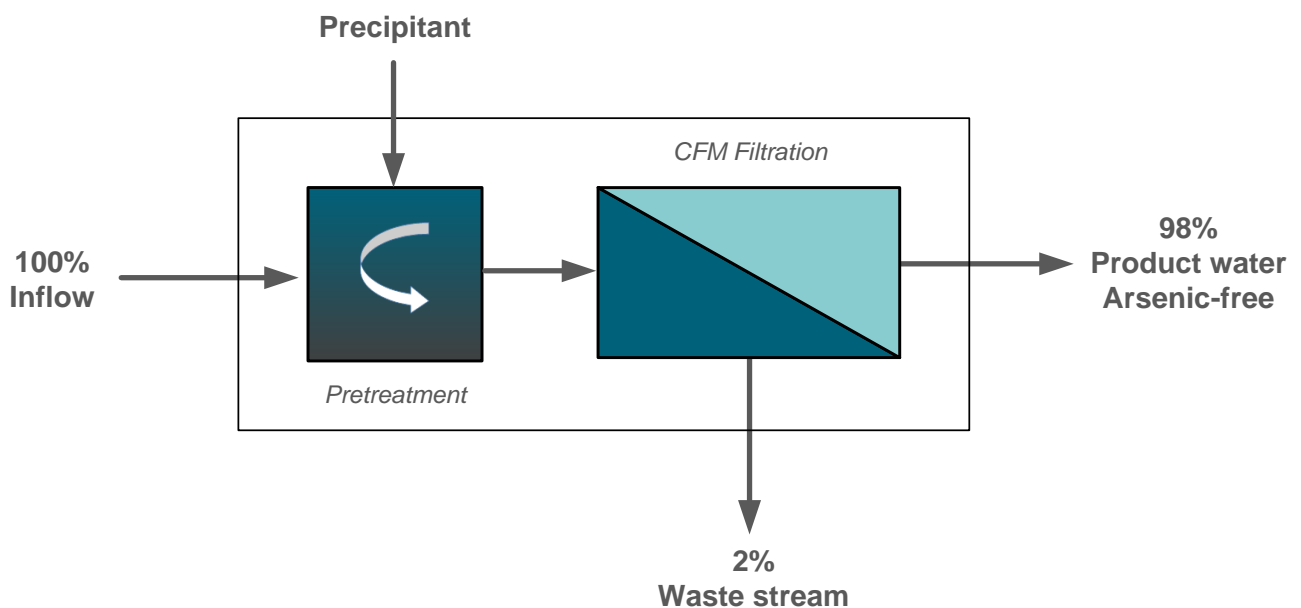 Precipitant
CFM Filtration
100%
Inflow
98%
Product water
Arsenic-free
Pretreatment
2%
Waste stream